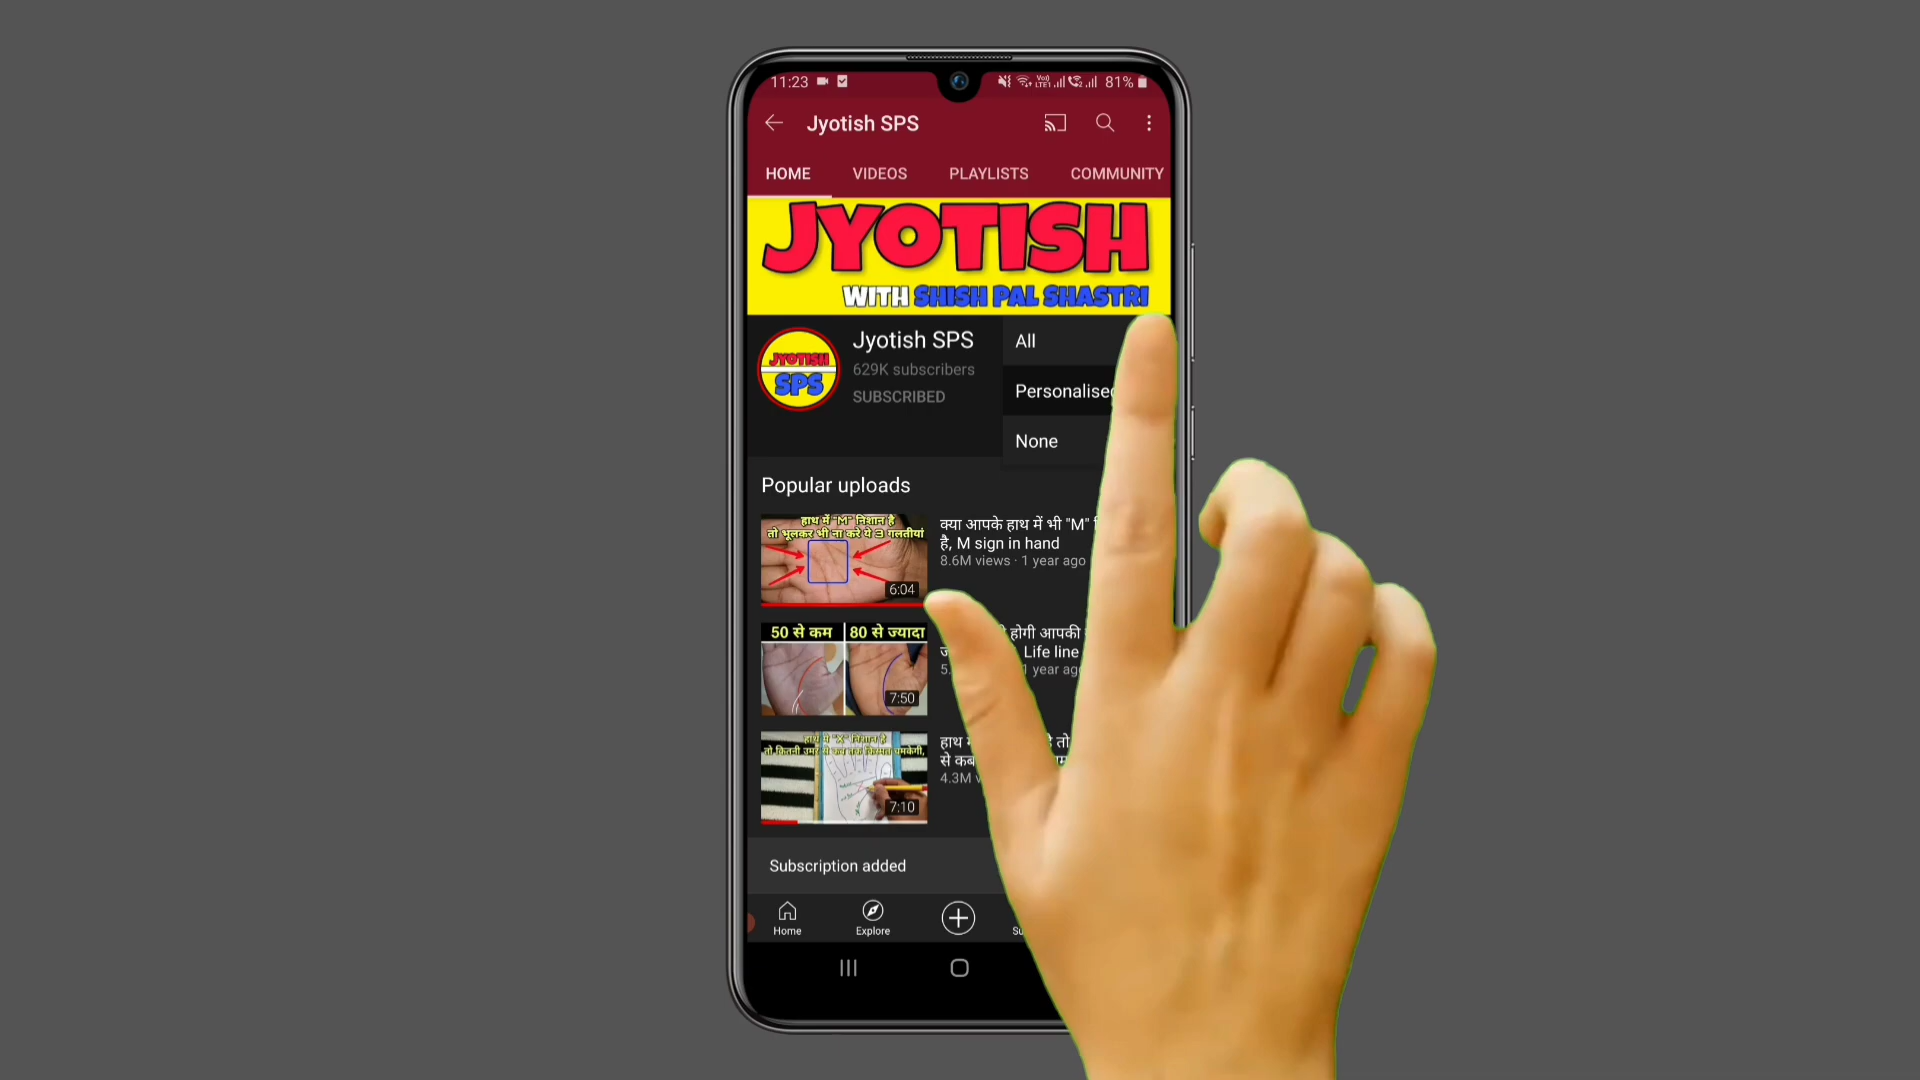 11:23
81%
Jyotish SPS
HOME VIDEOS PLAYLISTS COMMUNITY
JYOTISH
WITH SHISH PAL SHASTRI
JYOTISH
SPS
Jyotish SPS
629K subscribers
SUBSCRIBED
All
Personalised
None
Popular uploads
हाथ में "M" निशान है
तो भूलकर भी ना करे ये 3 गलतीयां
6:04
क्या आपके हाथ में भी "M"
है, M sign in hand
8.6M views · 1 year ago
50 से कम 80 से ज्यादा
7:50
होगी आपकी
Life line
1 year ago
हाथ में "X" निशान है
7:10
हाथ
तो
से कब
4.3M
Subscription added
Home Explore